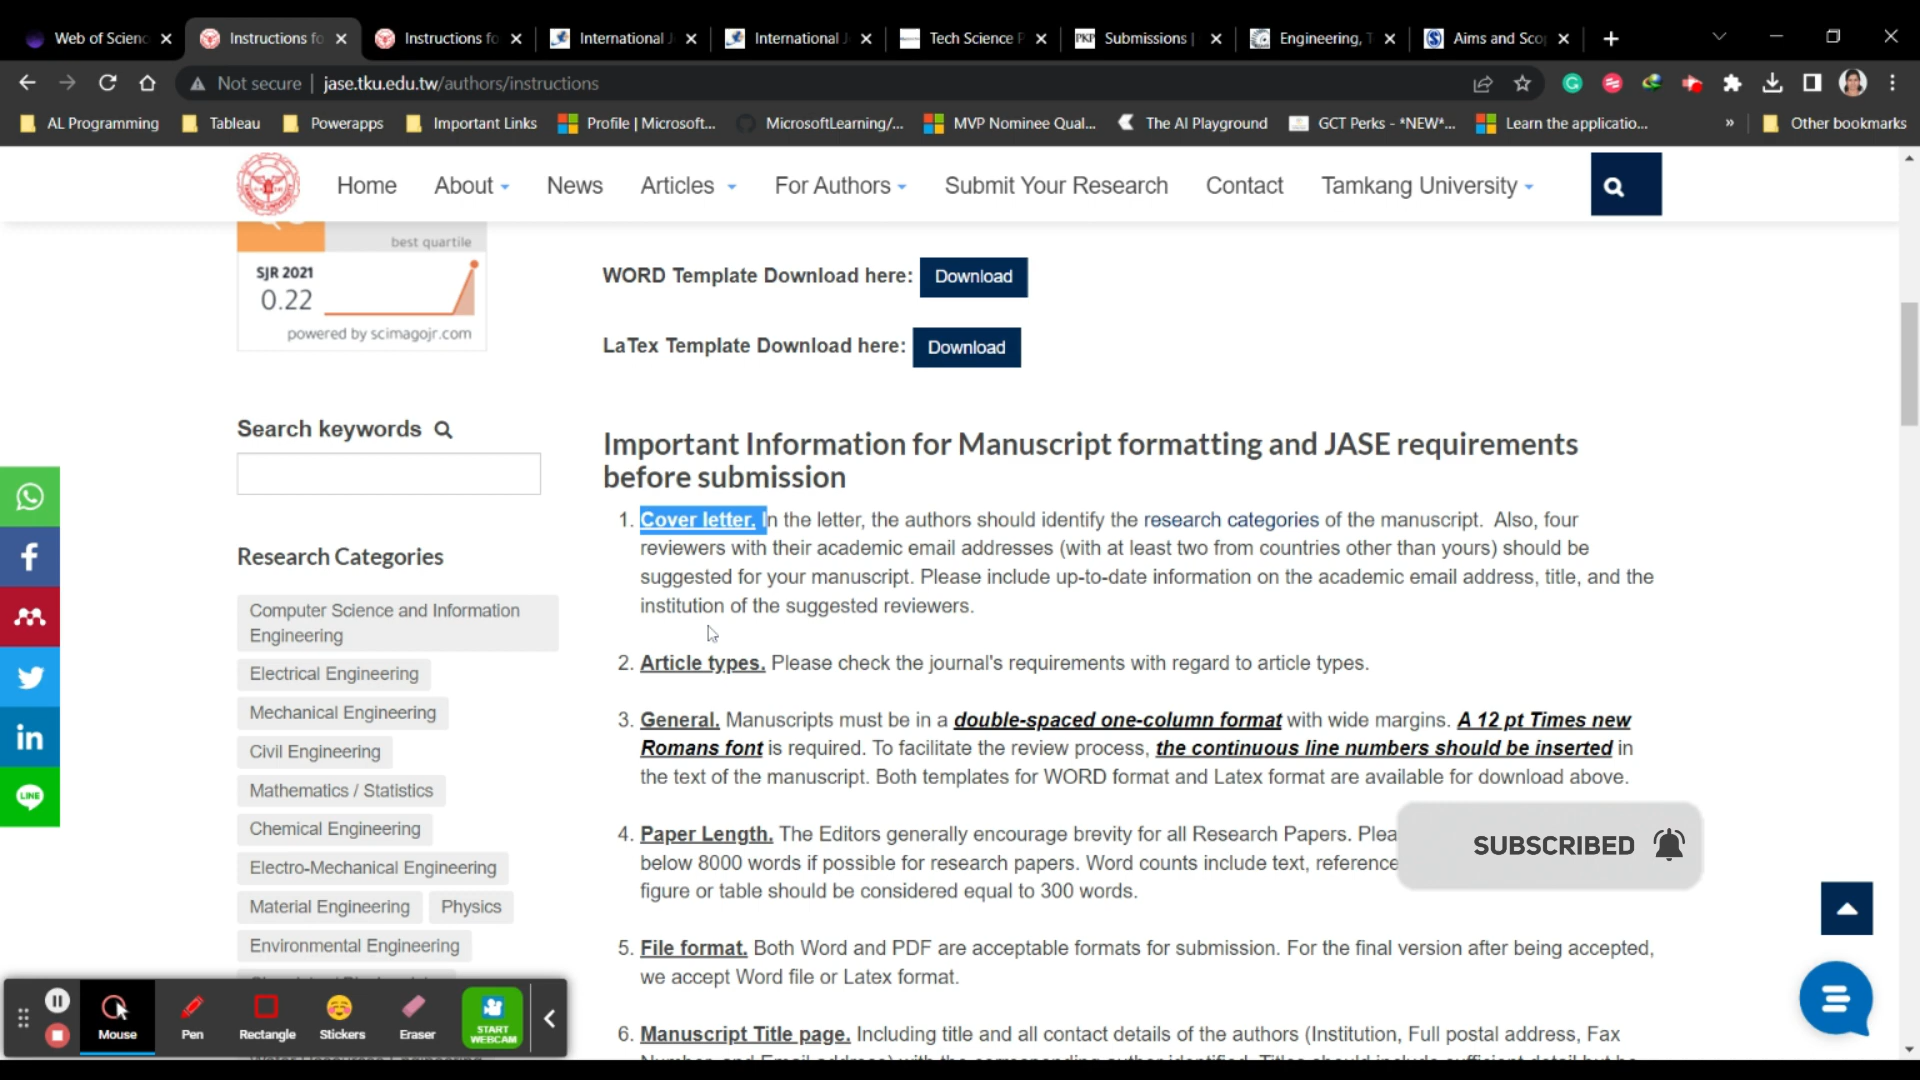 Web of Scien
Instructions fo
Instructions fo
International J
International J
Tech Science P
PKP Submissions |
Engineering, T
Aims and Sco
Not secure | jase.tku.edu.tw/authors/instructions
AL Programming
Tableau
Powerapps
Important Links
Profile | Microsoft...
MicrosoftLearning/...
MVP Nominee Qual...
The AI Playground
GCT Perks - *NEW*...
Learn the applicatio...
»
Other bookmarks
Home
About
News
Articles
For Authors
Submit Your Research
Contact
Tamkang University
best quartile
SJR 2021
0.22
powered by scimagojr.com
WORD Template Download here: Download
LaTex Template Download here: Download
Search keywords
Research Categories
Computer Science and Information
Engineering
Electrical Engineering
Mechanical Engineering
Civil Engineering
Mathematics / Statistics
Chemical Engineering
Electro-Mechanical Engineering
Material Engineering
Physics
Environmental Engineering
Important Information for Manuscript formatting and JASE requirements
before submission
1. Cover letter. In the letter, the authors should identify the research categories of the manuscript. Also, four
reviewers with their academic email addresses (with at least two from countries other than yours) should be
suggested for your manuscript. Please include up-to-date information on the academic email address, title, and the
institution of the suggested reviewers.
2. Article types. Please check the journal's requirements with regard to article types.
3. General. Manuscripts must be in a double-spaced one-column format with wide margins. A 12 pt Times new
Romans font is required. To facilitate the review process, the continuous line numbers should be inserted in
the text of the manuscript. Both templates for WORD format and Latex format are available for download above.
4. Paper Length. The Editors generally encourage brevity for all Research Papers. Plea
below 8000 words if possible for research papers. Word counts include text, reference
figure or table should be considered equal to 300 words.
5. File format. Both Word and PDF are acceptable formats for submission. For the final version after being accepted,
we accept Word file or Latex format.
6. Manuscript Title page. Including title and all contact details of the authors (Institution, Full postal address, Fax
SUBSCRIBED
LINE
Mouse
Pen
Rectangle
Stickers
Eraser
START
WEBCAM